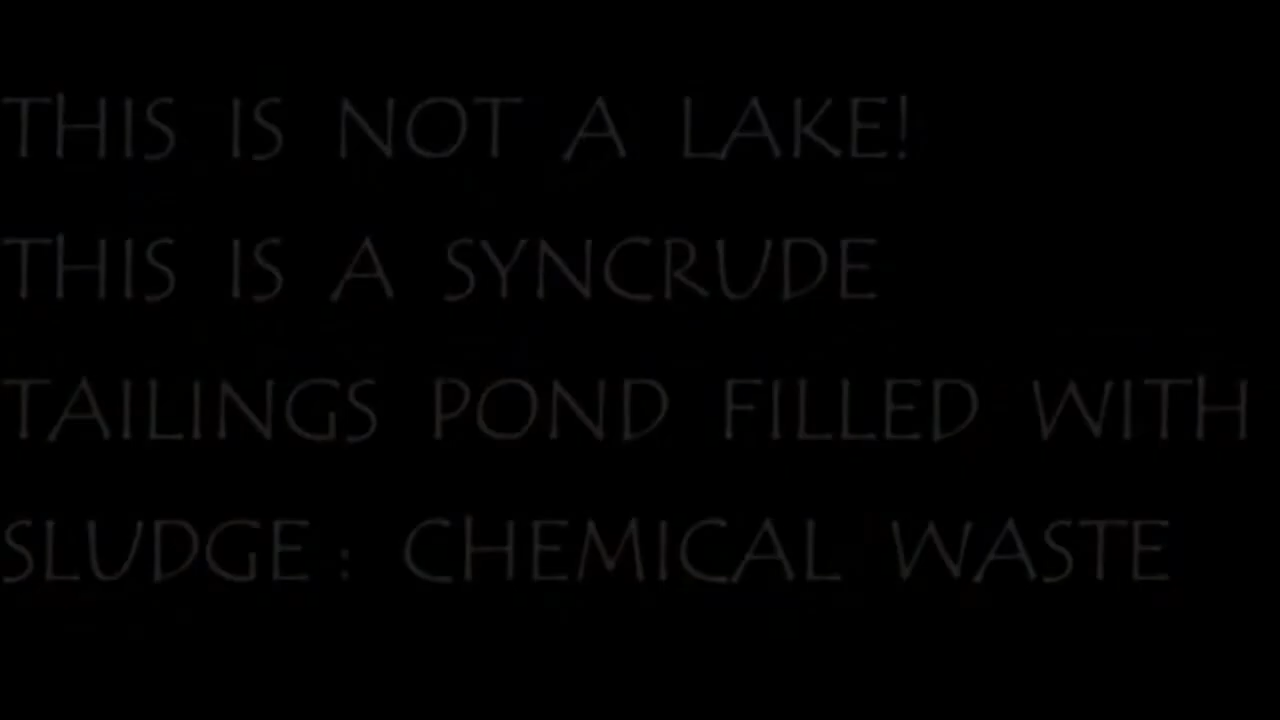 THIS IS NOT A LAKE!
THIS IS A SYNCRUDE
TAILINGS POND FILLED WITH
SLUDGE : CHEMICAL WASTE